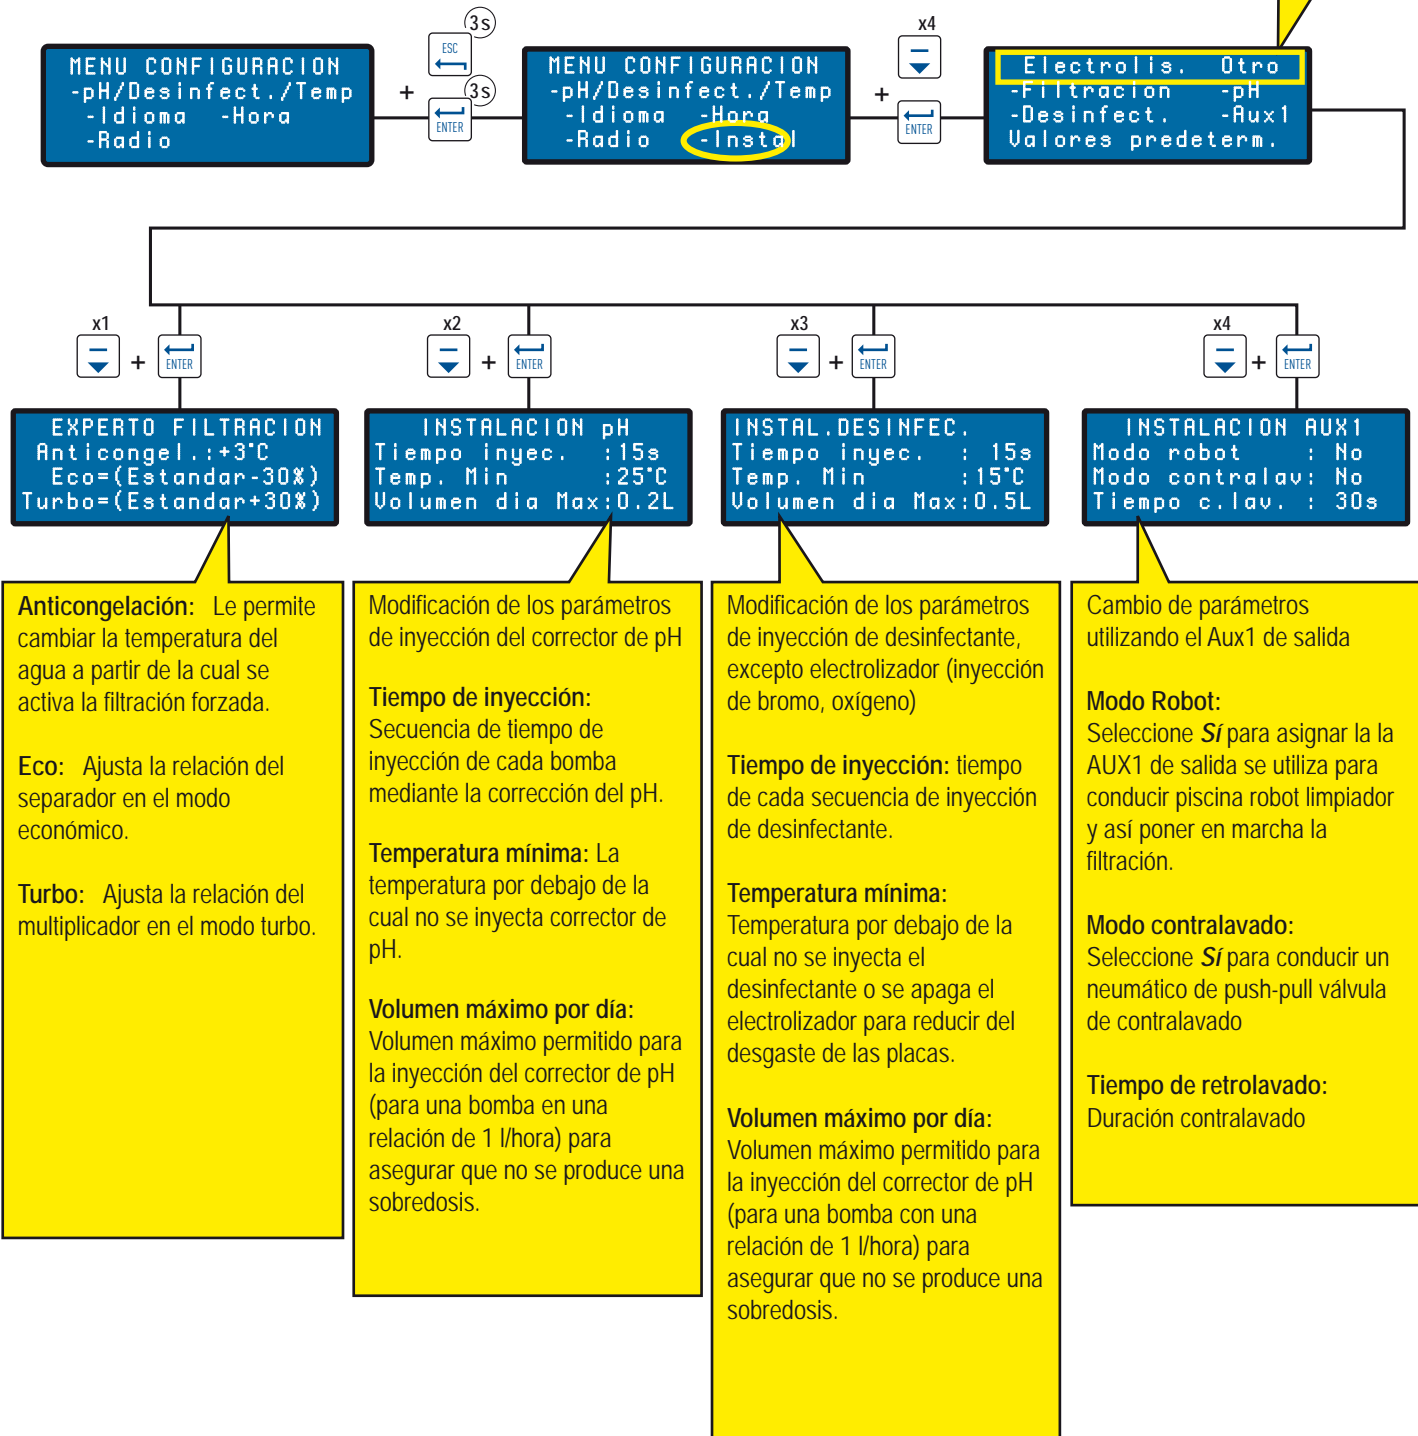 3s
ESC
3s
ENTER
x4
ENTER
MENU CONFIGURACION
-pH/Desinfect./Temp
-Idioma -Hora
-Radio
+
MENU CONFIGURACION
-pH/Desinfect./Temp
-Idioma -Hora
-Radio -Instal
+
Electrolis. Otro
-Filtracion -pH
-Desinfect. -Aux1
Valores predeterm.
x1
+
ENTER
x2
+
ENTER
x3
+
ENTER
x4
+
ENTER
EXPERTO FILTRACION
Anticongel.:+3°C
Eco=(Estandar-30%)
Turbo=(Estandar+30%)
INSTALACION pH
Tiempo inyec. :15s
Temp. Min :25°C
Volumen dia Max:0.2L
INSTAL.DESINFEC.
Tiempo inyec. : 15s
Temp. Min :15°C
Volumen dia Max:0.5L
INSTALACION AUX1
Modo robot : No
Modo contralav: No
Tiempo c.lav. : 30s
Anticongelación: Le permite
cambiar la temperatura del
agua a partir de la cual se
activa la filtración forzada.
Eco: Ajusta la relación del
separador en el modo
económico.
Turbo: Ajusta la relación del
multiplicador en el modo turbo.
Modificación de los parámetros
de inyección del corrector de pH
Tiempo de inyección:
Secuencia de tiempo de
inyección de cada bomba
mediante la corrección del pH.
Temperatura mínima: La
temperatura por debajo de la
cual no se inyecta corrector de
pH.
Volumen máximo por día:
Volumen máximo permitido para
la inyección del corrector de pH
(para una bomba en una
relación de 1 l/hora) para
asegurar que no se produce una
sobredosis.
Modificación de los parámetros
de inyección de desinfectante,
excepto electrolizador (inyección
de bromo, oxígeno)
Tiempo de inyección: tiempo
de cada secuencia de inyección
de desinfectante.
Temperatura mínima:
Temperatura por debajo de la
cual no se inyecta el
desinfectante o se apaga el
electrolizador para reducir del
desgaste de las placas.
Volumen máximo por día:
Volumen máximo permitido para
la inyección del corrector de pH
(para una bomba con una
relación de 1 l/hora) para
asegurar que no se produce una
sobredosis.
Cambio de parámetros
utilizando el Aux1 de salida
Modo Robot:
Seleccione Sí para asignar la la
AUX1 de salida se utiliza para
conducir piscina robot limpiador
y así poner en marcha la
filtración.
Modo contralavado:
Seleccione Sí para conducir un
neumático de push-pull válvula
de contralavado
Tiempo de retrolavado:
Duración contralavado